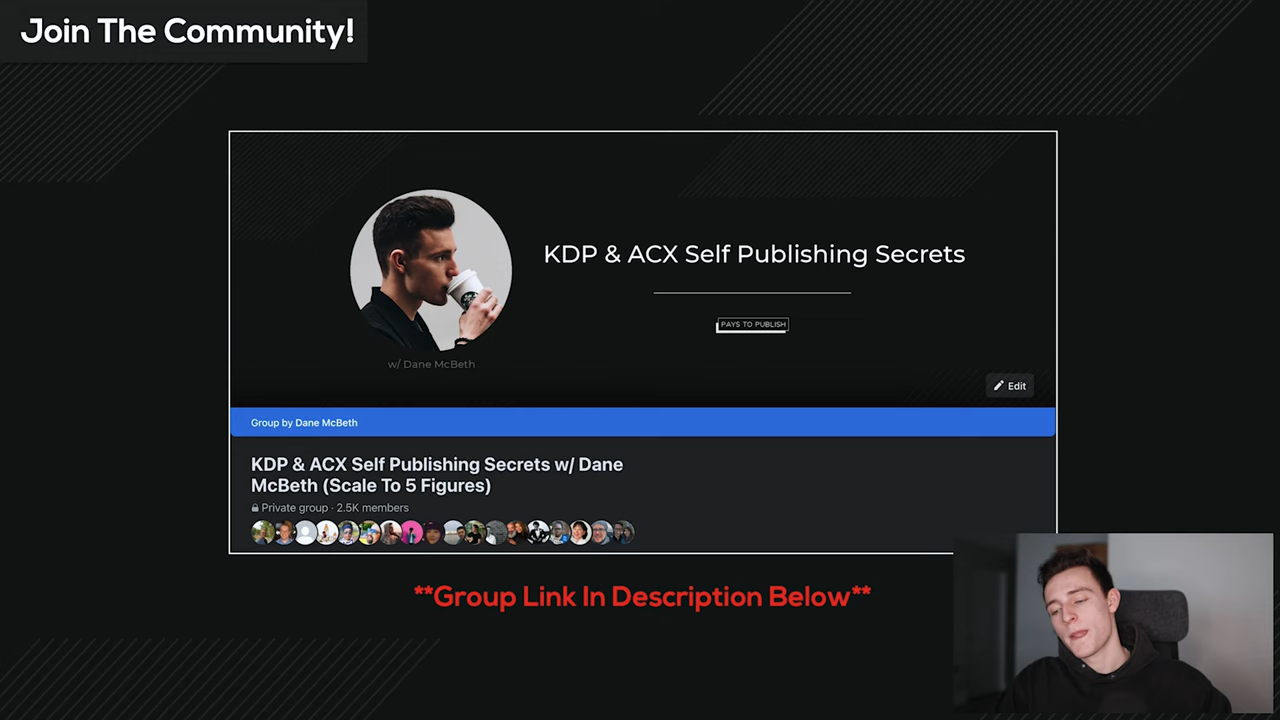 Join The Community!
KDP & ACX Self Publishing Secrets
PAYS TO PUBLISH
w/ Dane McBeth
Edit
Group by Dane McBeth
KDP & ACX Self Publishing Secrets w/ Dane
McBeth (Scale To 5 Figures)
Private group · 2.5K members
**Group Link In Description Below**